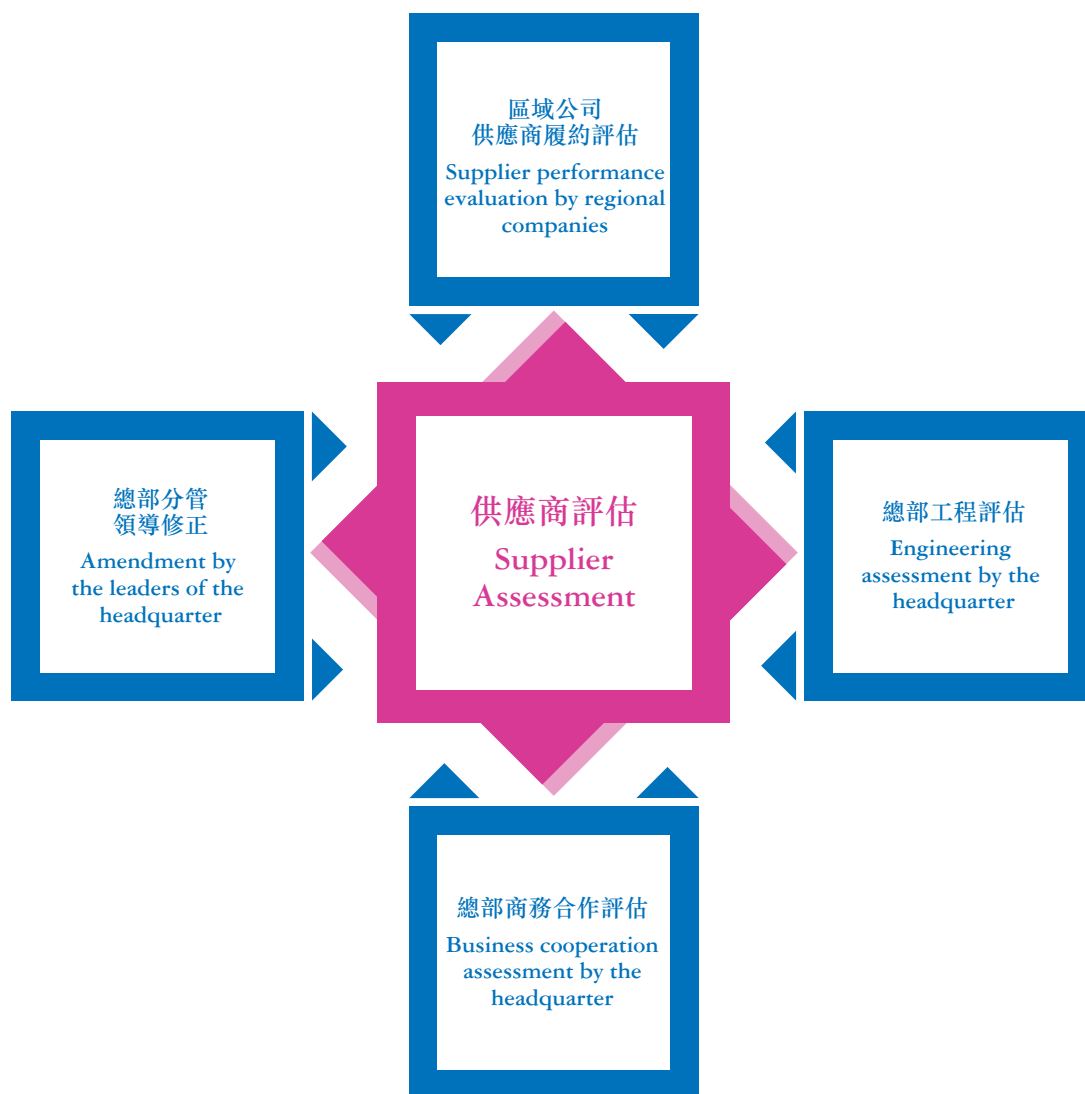 區域公司
供應商履約評估
Supplier performance
evaluation by regional
companies
總部分管
領導修正
Amendment by
the leaders of the
headquarter
供應商評估
Supplier
Assessment
總部工程評估
Engineering
assessment by the
headquarter
總部商務合作評估
Business cooperation
assessment by the
headquarter